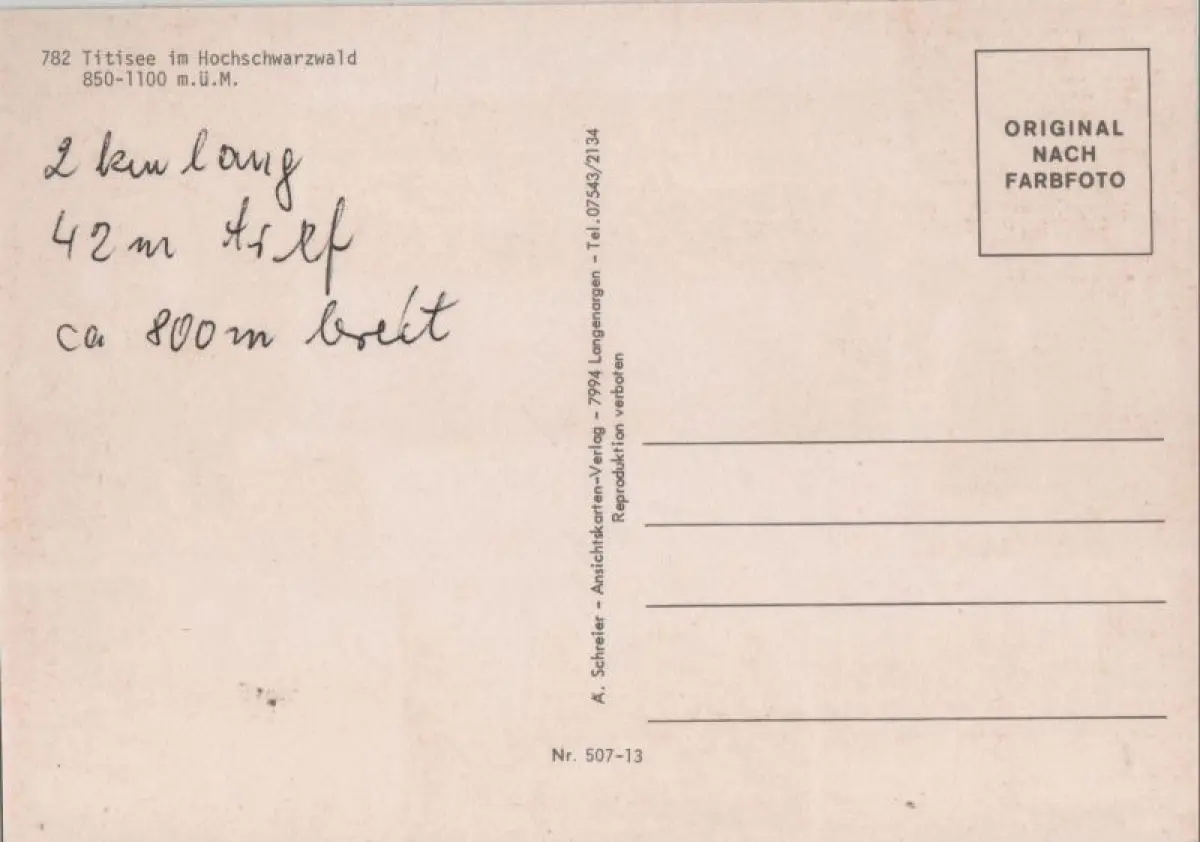 782 Titisee im Hochschwarzwald
850-1100 m.ü.M.
2 km lang
42 m tief
ca 800 m breit
A. Schreier - Ansichtskarten-Verlag - 7994 Langenargen - Tel. 07543/2134
Reproduktion verboten
ORIGINAL
NACH
FARBFOTO
Nr. 507-13